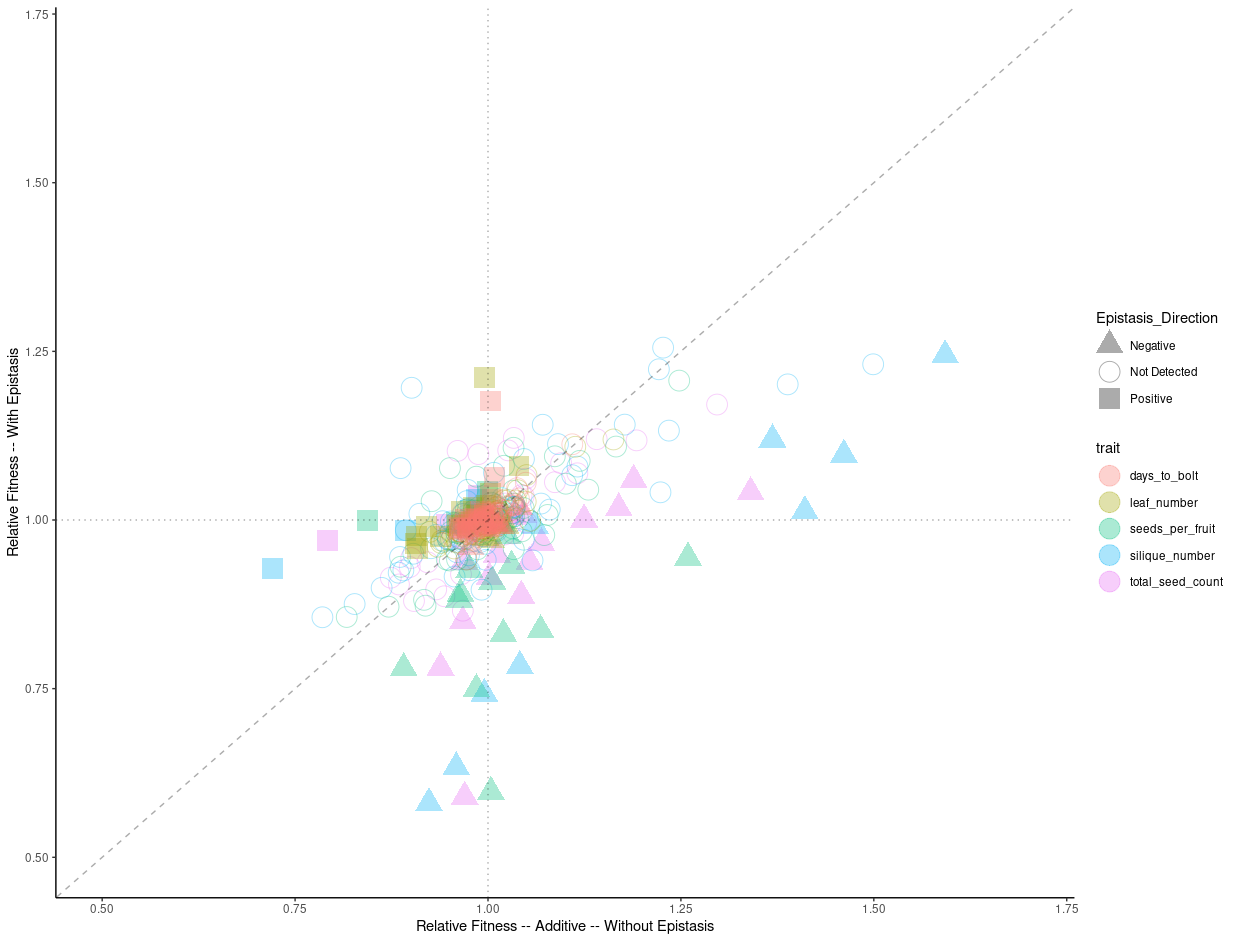 1.75
1.50
1.25
1.00
0.75
0.50
Relative Fitness -- With Epistasis
0.50
0.75
1.00
1.25
1.50
1.75
Relative Fitness -- Additive -- Without Epistasis
Epistasis_Direction
Negative
Not Detected
Positive
trait
days_to_bolt
leaf_number
seeds_per_fruit
silique_number
total_seed_count